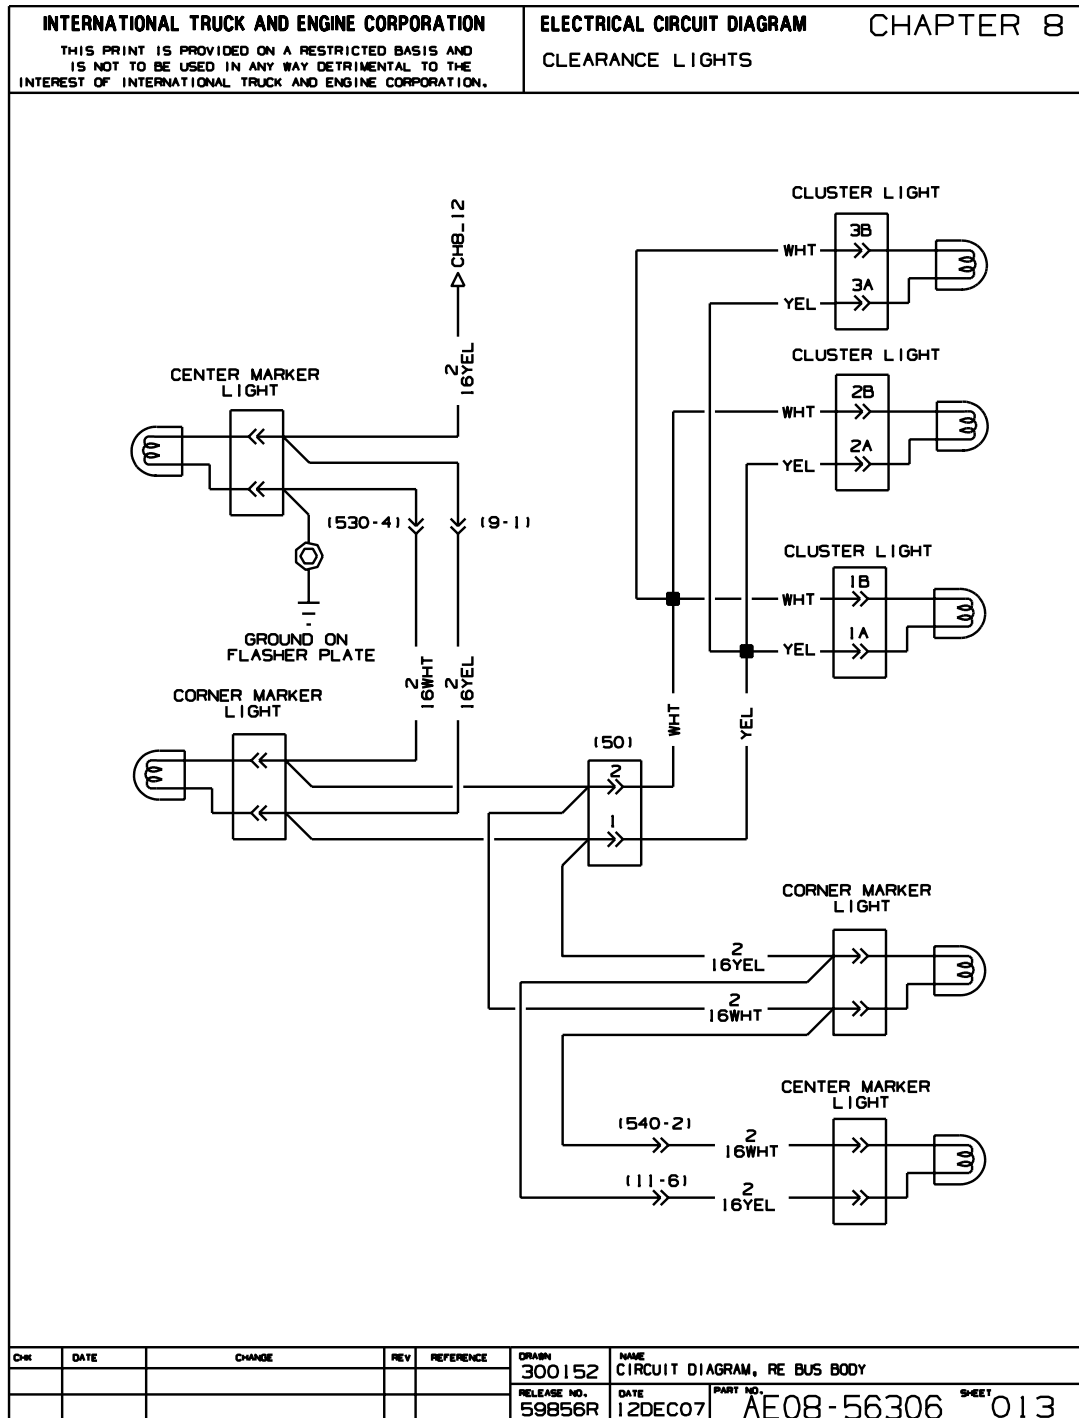 INTERNATIONAL TRUCK AND ENGINE CORPORATION
THIS PRINT IS PROVIDED ON A RESTRICTED BASIS AND
IS NOT TO BE USED IN ANY WAY DETRIMENTAL TO THE
INTEREST OF INTERNATIONAL TRUCK AND ENGINE CORPORATION.
ELECTRICAL CIRCUIT DIAGRAM
CHAPTER 8
CLEARANCE LIGHTS
CH8_12
2
16YEL
CENTER MARKER
LIGHT
(530-4)
(9-1)
GROUND ON
FLASHER PLATE
2
16WHT
2
16YEL
CORNER MARKER
LIGHT
CLUSTER LIGHT
3B
WHT
3A
YEL
CLUSTER LIGHT
2B
WHT
2A
YEL
CLUSTER LIGHT
1B
WHT
1A
YEL
WHT
YEL
(50)
2
1
CORNER MARKER
LIGHT
2
16YEL
2
16WHT
CENTER MARKER
LIGHT
(540-2)
2
16WHT
(11-6)
2
16YEL
CHK
DATE
CHANGE
REV
REFERENCE
DRAWN
300152
NAME
CIRCUIT DIAGRAM, RE BUS BODY
RELEASE NO.
59856R
DATE
12DEC07
PART NO.
AE08-56306
SHEET
013